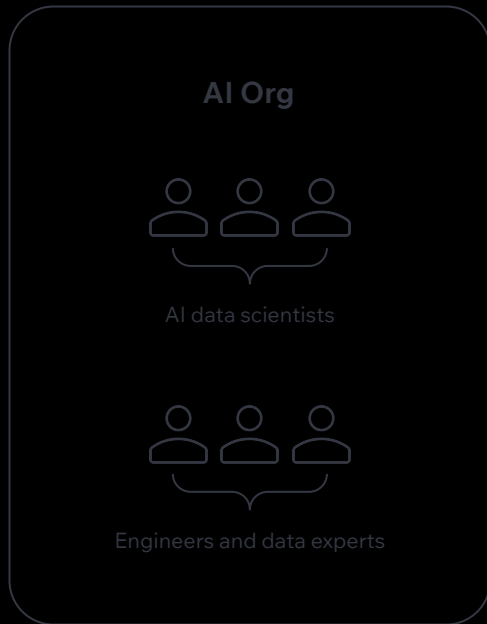 AI Org
AI data scientists
Engineers and data experts